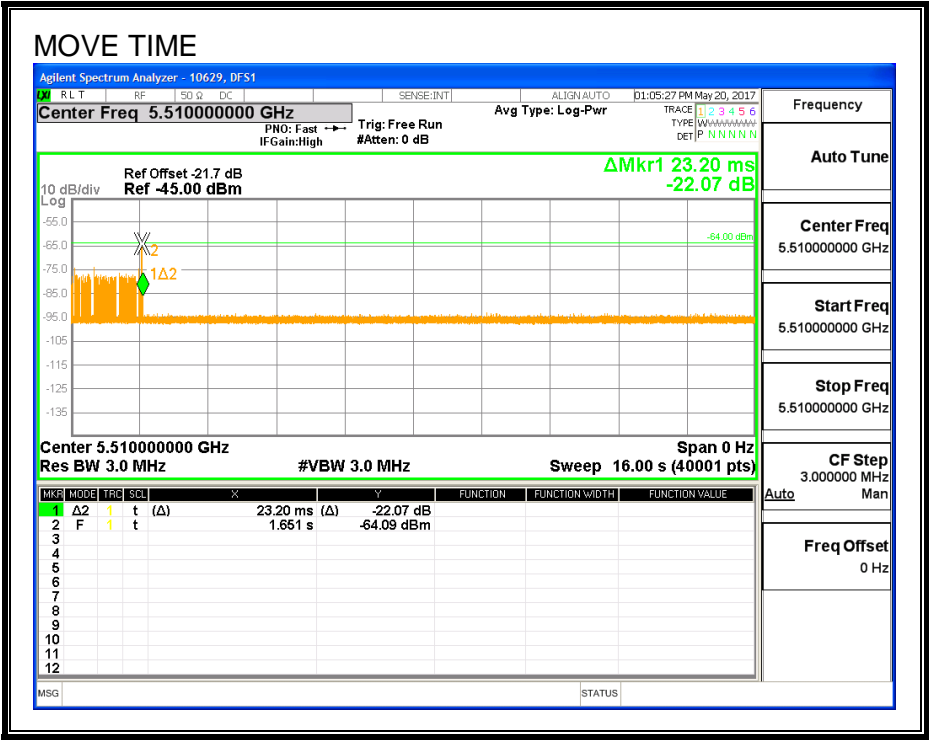 MOVE TIME
Agilent Spectrum Analyzer - 10629, DFS1
LXI RLT RF 50 Ω DC SENSE:INT ALIGNAUTO 01:05:27 PM May 20, 2017
Center Freq 5.510000000 GHz
PNO: Fast
IFGain:High
Trig: Free Run
#Atten: 0 dB
Avg Type: Log-Pwr
TRACE 1 2 3 4 5 6
TYPE
DET P N N N N N
ΔMkr1 23.20 ms
-22.07 dB
Ref Offset -21.7 dB
10 dB/div Ref -45.00 dBm
Log
-55.0
-65.0
-75.0
-85.0
-95.0
-105
-115
-125
-135
-64.00 dBm
2
1Δ2
Center 5.510000000 GHz Span 0 Hz
Res BW 3.0 MHz #VBW 3.0 MHz Sweep 16.00 s (40001 pts)
MKR MODE TRC SCL X Y FUNCTION FUNCTION WIDTH FUNCTION VALUE
1 Δ2 1 t (Δ) 23.20 ms (Δ) -22.07 dB
2 F 1 t 1.651 s -64.09 dBm
3
4
5
6
7
8
9
10
11
12
MSG STATUS
Frequency
Auto Tune
Center Freq
5.510000000 GHz
Start Freq
5.510000000 GHz
Stop Freq
5.510000000 GHz
CF Step
3.000000 MHz
Auto Man
Freq Offset
0 Hz